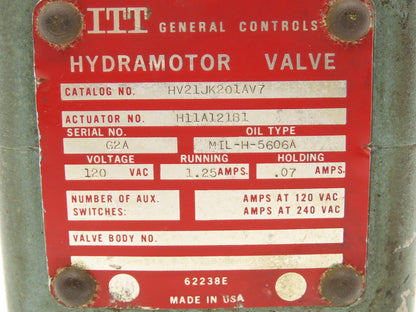 ITT GENERAL CONTROLS
HYDRAMOTOR VALVE
CATALOG NO. HV21JK201AV7
ACTUATOR NO. H11A121B1
SERIAL NO. OIL TYPE
G2A MIL-H-5606A
VOLTAGE RUNNING HOLDING
120 VAC 1.25 AMPS. .07 AMPS.
NUMBER OF AUX. AMPS AT 120 VAC
SWITCHES: AMPS AT 240 VAC
VALVE BODY NO.
62238E
MADE IN USA